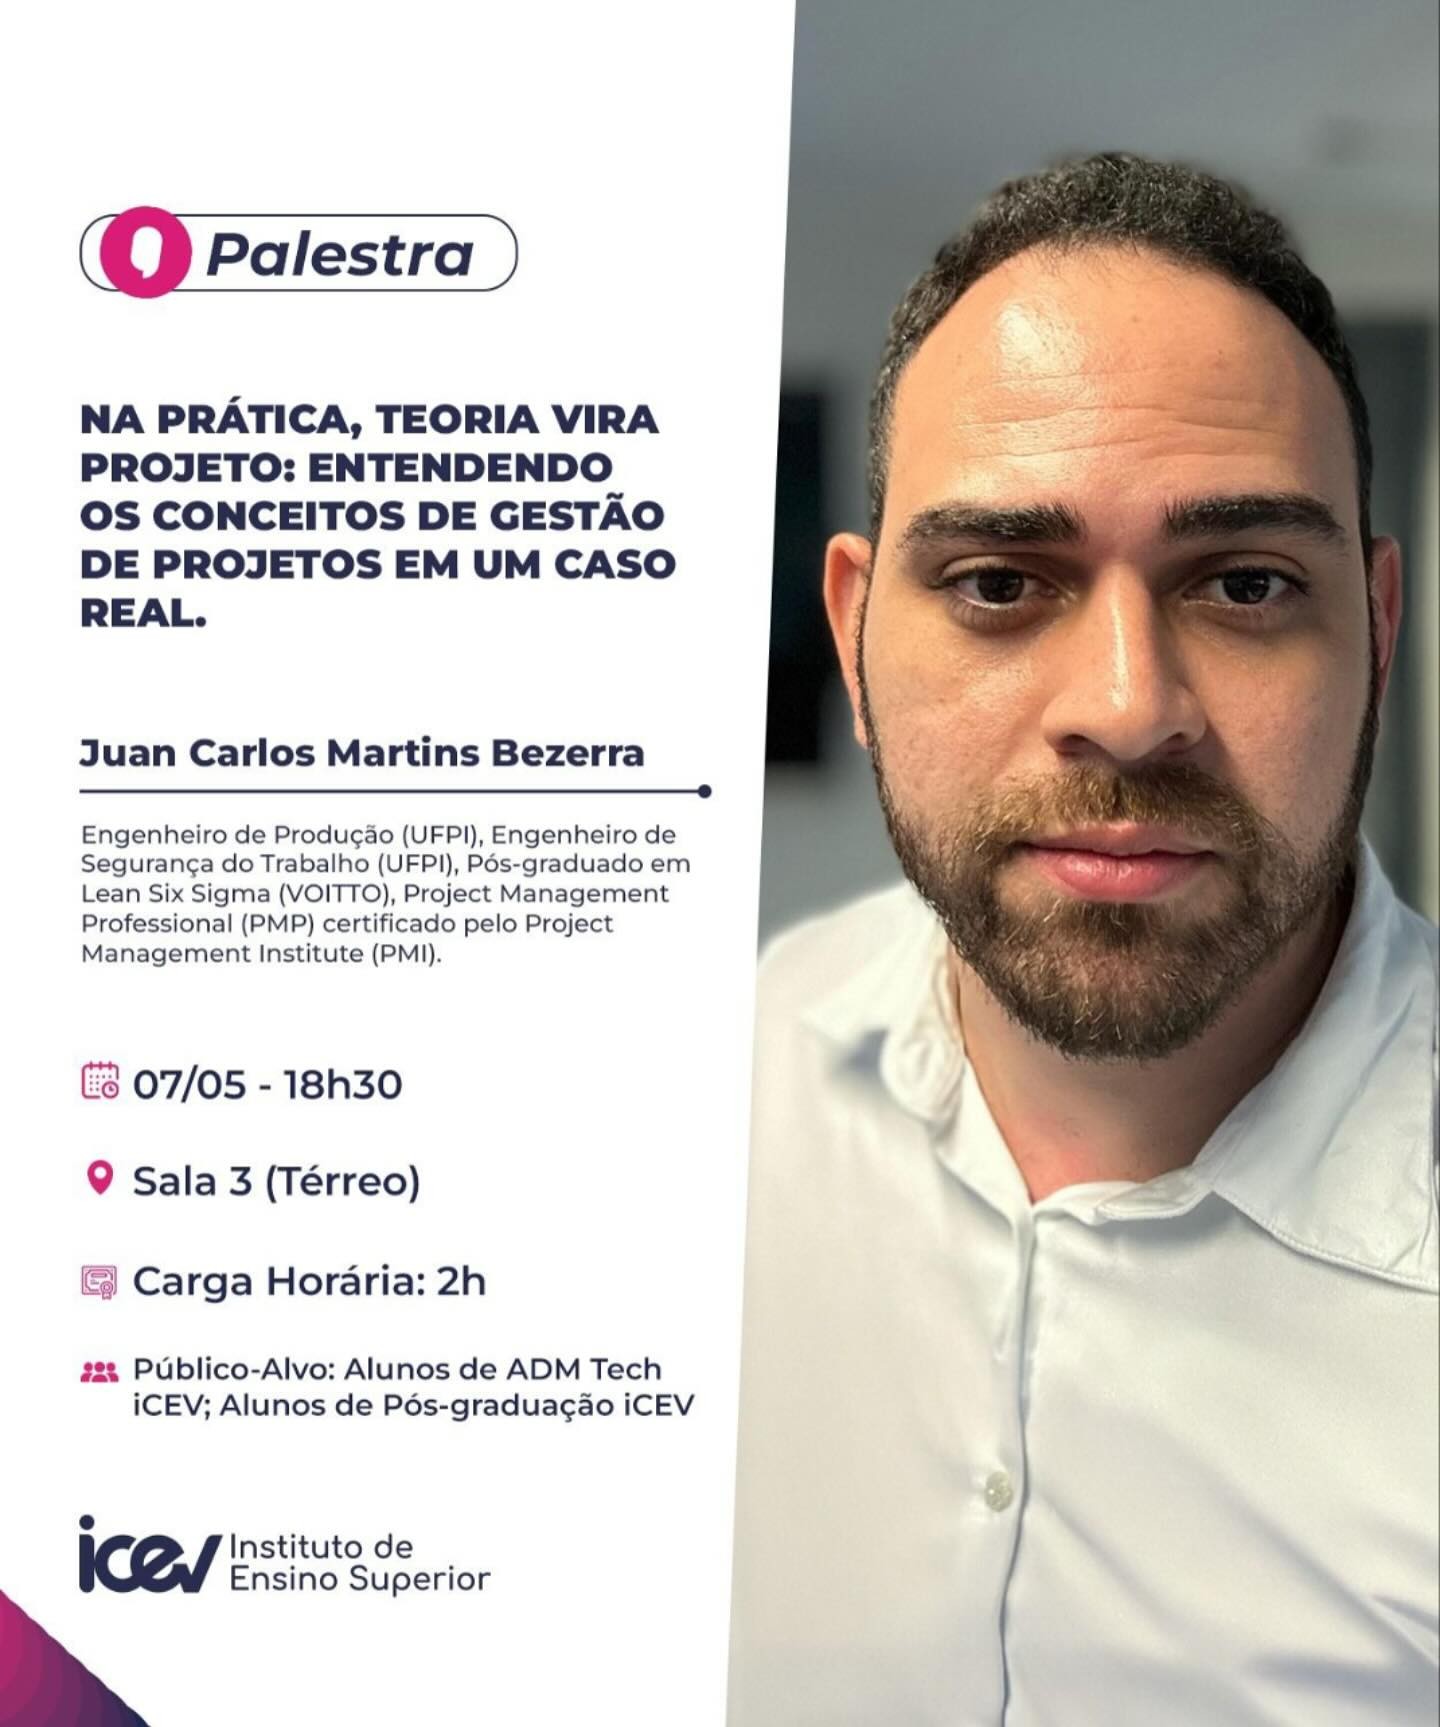 Palestra
NA PRÁTICA, TEORIA VIRA
PROJETO: ENTENDENDO
OS CONCEITOS DE GESTÃO
DE PROJETOS EM UM CASO
REAL.
Juan Carlos Martins Bezerra
Engenheiro de Produção (UFPI), Engenheiro de
Segurança do Trabalho (UFPI), Pós-graduado em
Lean Six Sigma (VOITTO), Project Management
Professional (PMP) certificado pelo Project
Management Institute (PMI).
07/05 - 18h30
Sala 3 (Térreo)
Carga Horária: 2h
Público-Alvo: Alunos de ADM Tech
iCEV; Alunos de Pós-graduação iCEV
icev Instituto de
Ensino Superior